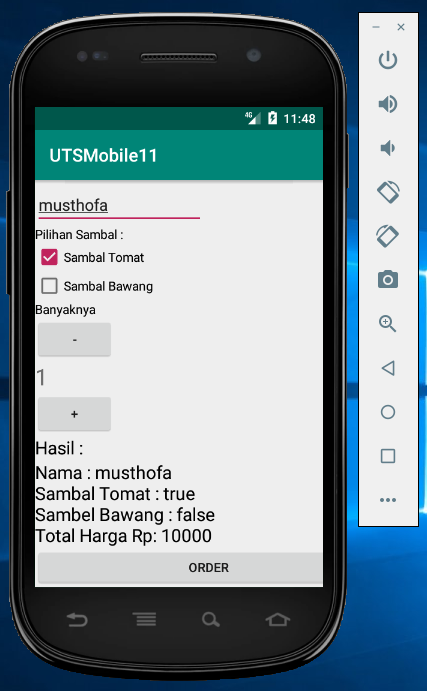 4G 11:48
UTSMobile11
musthofa
Pilihan Sambal :
Sambal Tomat
Sambal Bawang
Banyaknya
-
1
+
Hasil :
Nama : musthofa
Sambal Tomat : true
Sambel Bawang : false
Total Harga Rp: 10000
ORDER